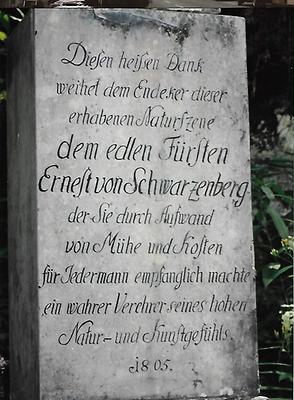 Diesen heißen Dank
weihet dem Endeker dieser
erhabenen Naturszene
dem edlen Fürsten
Ernest von Schwarzenberg
der Sie durch Aufwand
von Mühe und Kosten
für Jedermann empfänglich machte
ein wahrer Verehrer seines hohen
Natur- und Kunstgefühls.
1805.